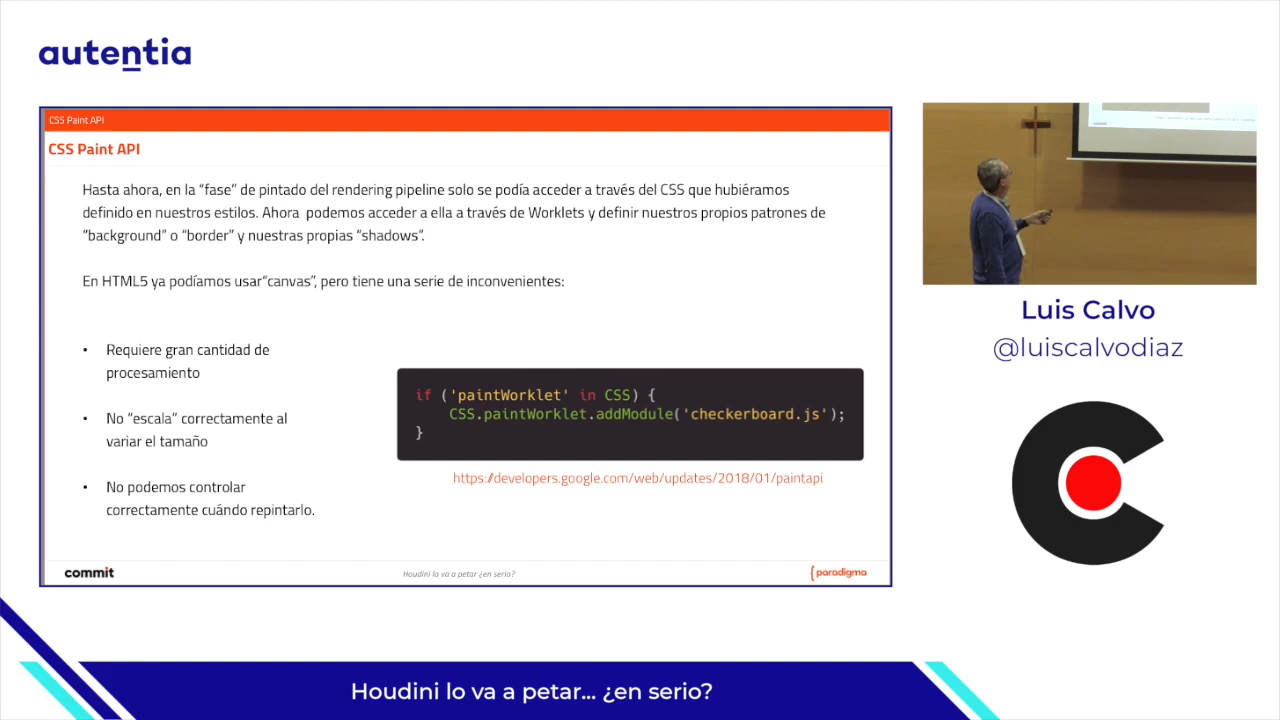 autentia
CSS Paint API
CSS Paint API
Hasta ahora, en la “fase” de pintado del rendering pipeline solo se podía acceder a través del CSS que hubiéramos
definido en nuestros estilos. Ahora podemos acceder a ella a través de Worklets y definir nuestros propios patrones de
“background” o “border” y nuestras propias “shadows”.
En HTML5 ya podíamos usar“canvas”, pero tiene una serie de inconvenientes:
• Requiere gran cantidad de
procesamiento
• No “escala” correctamente al
variar el tamaño
• No podemos controlar
correctamente cuándo repintarlo.
if ('paintWorklet' in CSS) {
CSS.paintWorklet.addModule('checkerboard.js');
}
https://developers.google.com/web/updates/2018/01/paintapi
commit
Houdini lo va a petar ¿en serio?
{paradigma
Luis Calvo
@luiscalvodiaz
Houdini lo va a petar... ¿en serio?